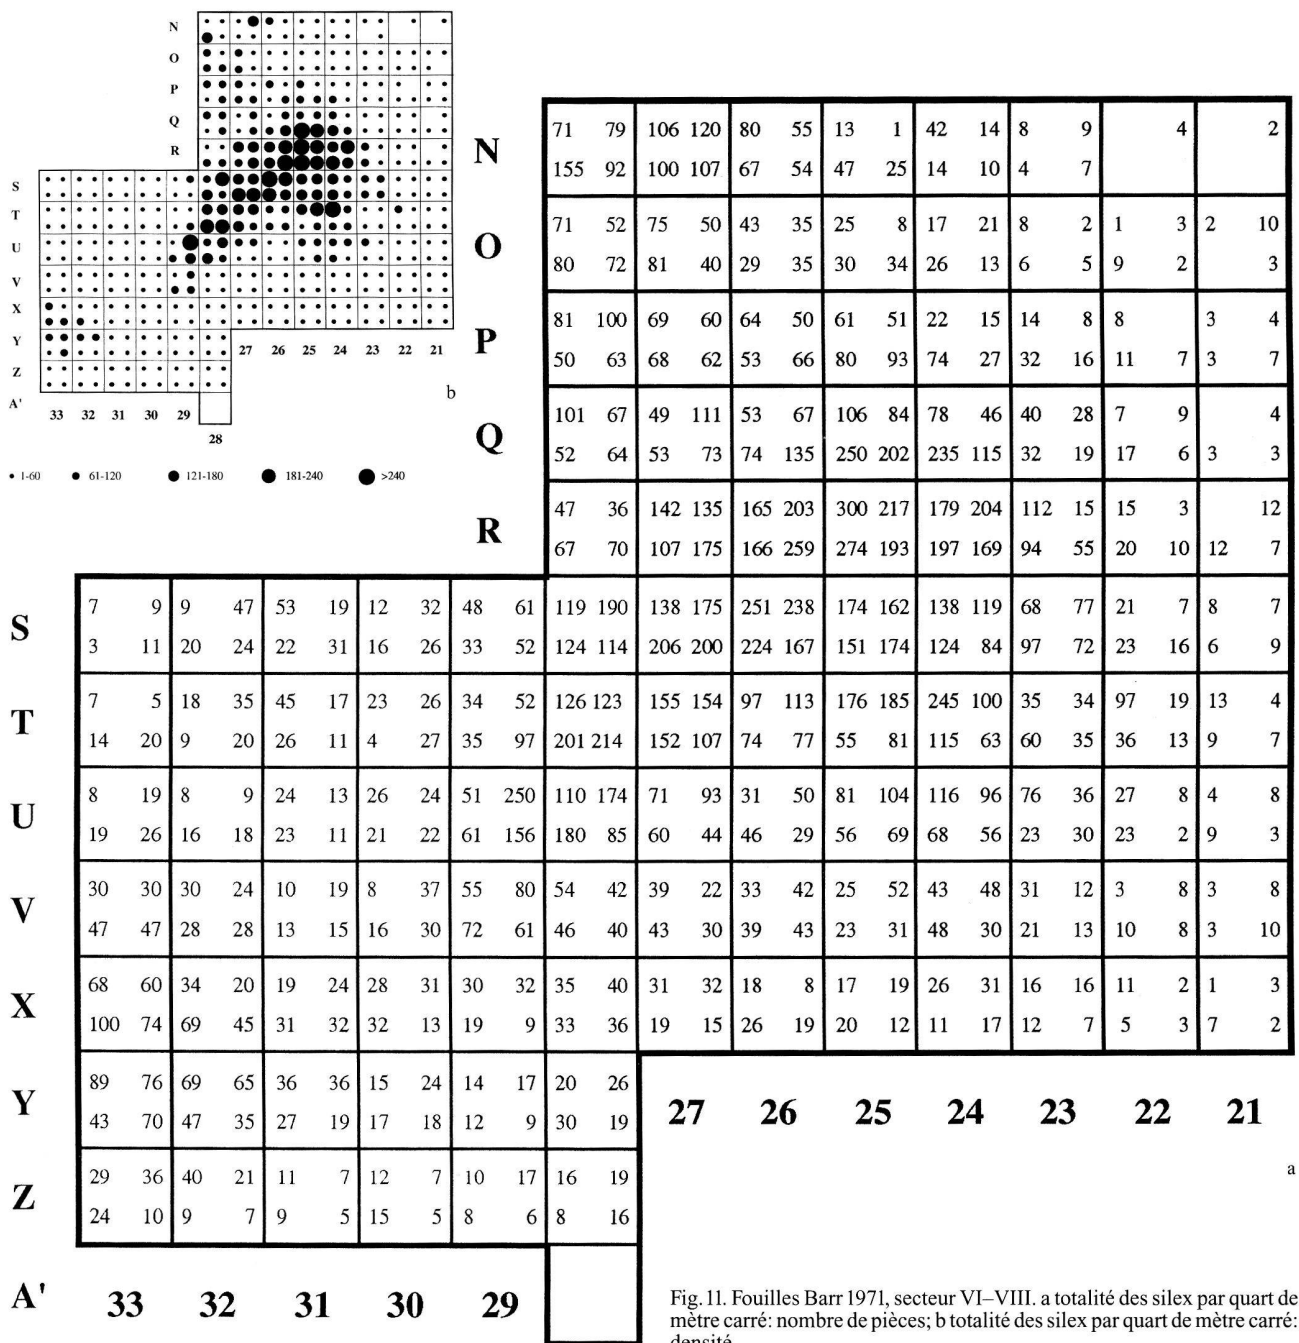 N
O
P
Q
R
S
T
U
V
X
Y
Z
A'
27 26 25 24 23 22 21
33 32 31 30 29
28
b
1-60 61-120 121-180 181-240 >240
N
71 79 106 120 80 55 13 1 42 14 8 9 4 2
155 92 100 107 67 54 47 25 14 10 4 7
O
71 52 75 50 43 35 25 8 17 21 8 2 1 3 2 10
80 72 81 40 29 35 30 34 26 13 6 5 9 2 3
P
81 100 69 60 64 50 61 51 22 15 14 8 8 3 4
50 63 68 62 53 66 80 93 74 27 32 16 11 7 3 7
Q
101 67 49 111 53 67 106 84 78 46 40 28 7 9 4
52 64 53 73 74 135 250 202 235 115 32 19 17 6 3 3
R
47 36 142 135 165 203 300 217 179 204 112 15 15 3 12
67 70 107 175 166 259 274 193 197 169 94 55 20 10 12 7
S
7 9 9 47 53 19 12 32 48 61 119 190 138 175 251 238 174 162 138 119 68 77 21 7 8 7
3 11 20 24 22 31 16 26 33 52 124 114 206 200 224 167 151 174 124 84 97 72 23 16 6 9
T
7 5 18 35 45 17 23 26 34 52 126 123 155 154 97 113 176 185 245 100 35 34 97 19 13 4
14 20 9 20 26 11 4 27 35 97 201 214 152 107 74 77 55 81 115 63 60 35 36 13 9 7
U
8 19 8 9 24 13 26 24 51 250 110 174 71 93 31 50 81 104 116 96 76 36 27 8 4 8
19 26 16 18 23 11 21 22 61 156 180 85 60 44 46 29 56 69 68 56 23 30 23 2 9 3
V
30 30 30 24 10 19 8 37 55 80 54 42 39 22 33 42 25 52 43 48 31 12 3 8 3 8
47 47 28 28 13 15 16 30 72 61 46 40 43 30 39 43 23 31 48 30 21 13 10 8 3 10
X
68 60 34 20 19 24 28 31 30 32 35 40 31 32 18 8 17 19 26 31 16 16 11 2 1 3
100 74 69 45 31 32 32 13 19 9 33 36 19 15 26 19 20 12 11 17 12 7 5 3 7 2
Y
89 76 69 65 36 36 15 24 14 17 20 26
43 70 47 35 27 19 17 18 12 9 30 19
27 26 25 24 23 22 21
a
Z
29 36 40 21 11 7 12 7 10 17 16 19
24 10 9 7 9 5 15 5 8 6 8 16
A' 33 32 31 30 29
Fig. 11. Fouilles Barr 1971, secteur VI–VIII. a totalité des silex par quart de
mètre carré: nombre de pièces; b totalité des silex par quart de mètre carré:
densité.